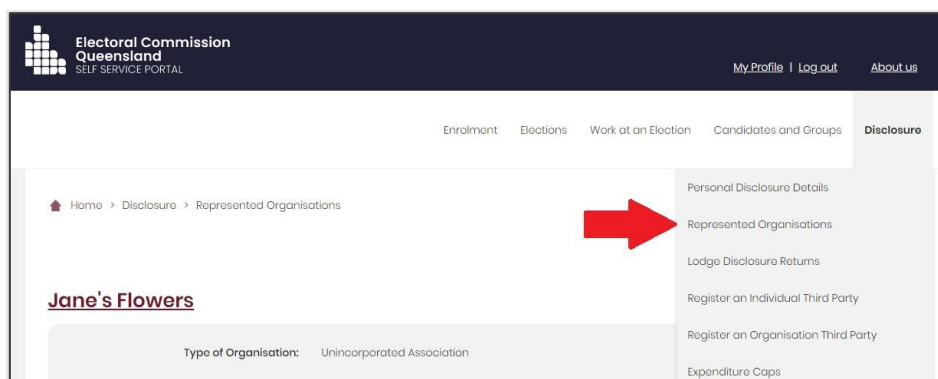 Electoral Commission
Queensland
SELF SERVICE PORTAL
My Profile | Log out About us
Enrolment Elections Work at an Election Candidates and Groups Disclosure
Personal Disclosure Details
Home > Disclosure > Represented Organisations
Represented Organisations
Lodge Disclosure Returns
Jane's Flowers
Register an Individual Third Party
Register an Organisation Third Party
Type of Organisation: Unincorporated Association
Expenditure Caps